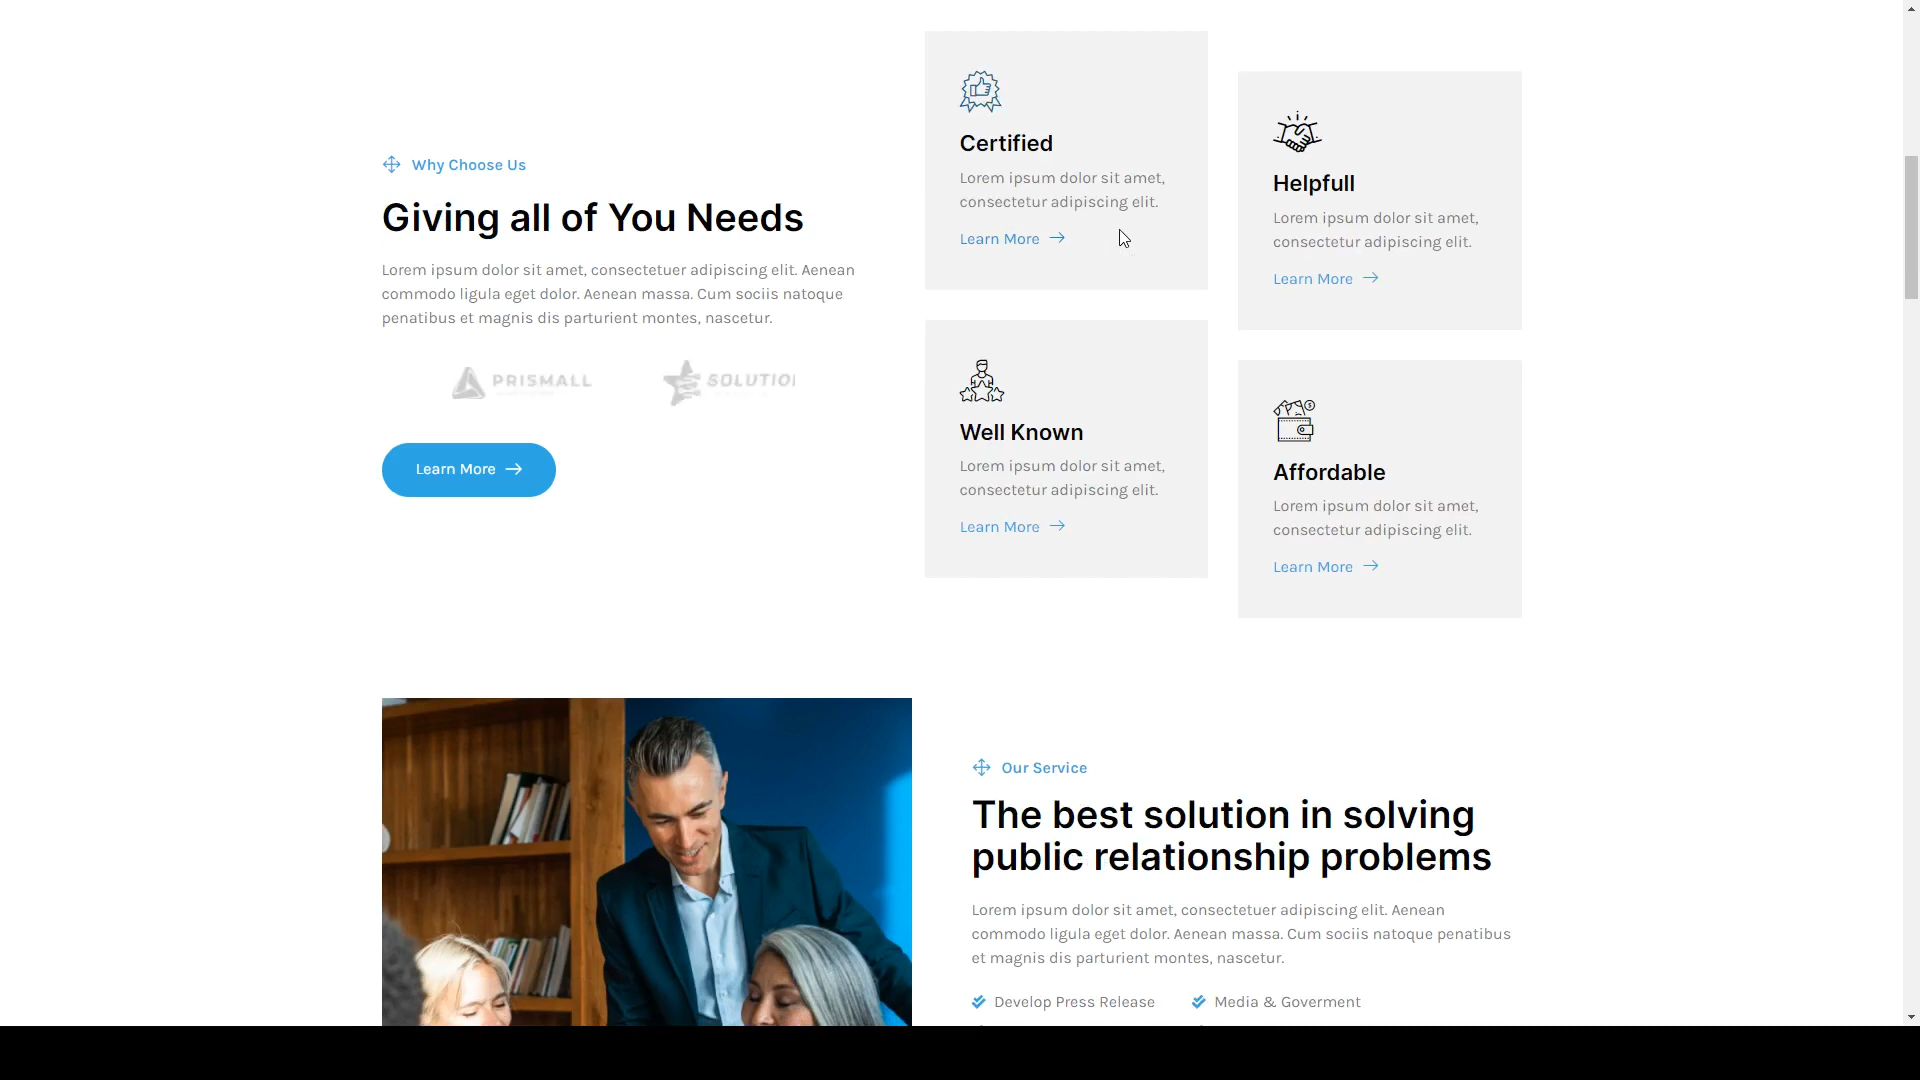 Why Choose Us
Giving all of You Needs
Lorem ipsum dolor sit amet, consectetuer adipiscing elit. Aenean
commodo ligula eget dolor. Aenean massa. Cum sociis natoque
penatibus et magnis dis parturient montes, nascetur.
PRISMALL
SOLUTIO
Learn More
Certified
Lorem ipsum dolor sit amet,
consectetur adipiscing elit.
Learn More
Helpfull
Lorem ipsum dolor sit amet,
consectetur adipiscing elit.
Learn More
Well Known
Lorem ipsum dolor sit amet,
consectetur adipiscing elit.
Learn More
Affordable
Lorem ipsum dolor sit amet,
consectetur adipiscing elit.
Learn More
Our Service
The best solution in solving
public relationship problems
Lorem ipsum dolor sit amet, consectetuer adipiscing elit. Aenean
commodo ligula eget dolor. Aenean massa. Cum sociis natoque penatibus
et magnis dis parturient montes, nascetur.
Develop Press Release
Media & Goverment